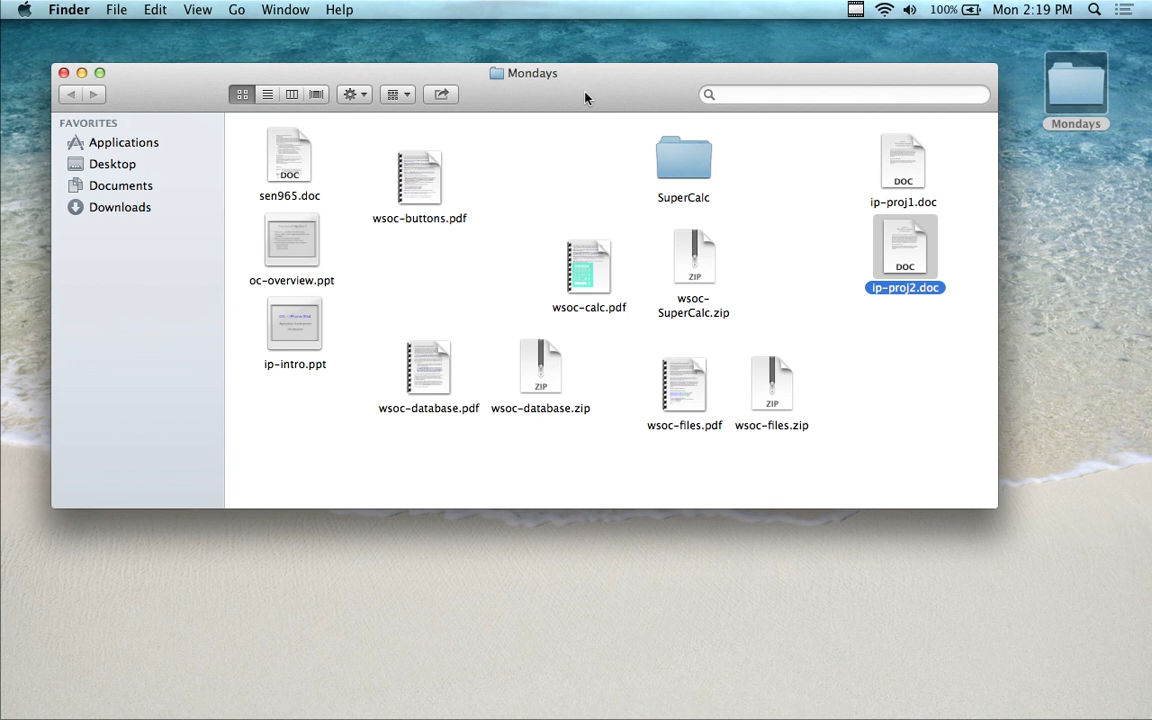 Finder File Edit View Go Window Help 100% Mon 2:19 PM
Mondays
Mondays
FAVORITES
Applications
Desktop
Documents
Downloads
DOC
sen965.doc
wsoc-buttons.pdf
SuperCalc
DOC
ip-proj1.doc
oc-overview.ppt
wsoc-calc.pdf
ZIP
wsoc-
SuperCalc.zip
DOC
ip-proj2.doc
ip-intro.ppt
wsoc-database.pdf
ZIP
wsoc-database.zip
wsoc-files.pdf
ZIP
wsoc-files.zip